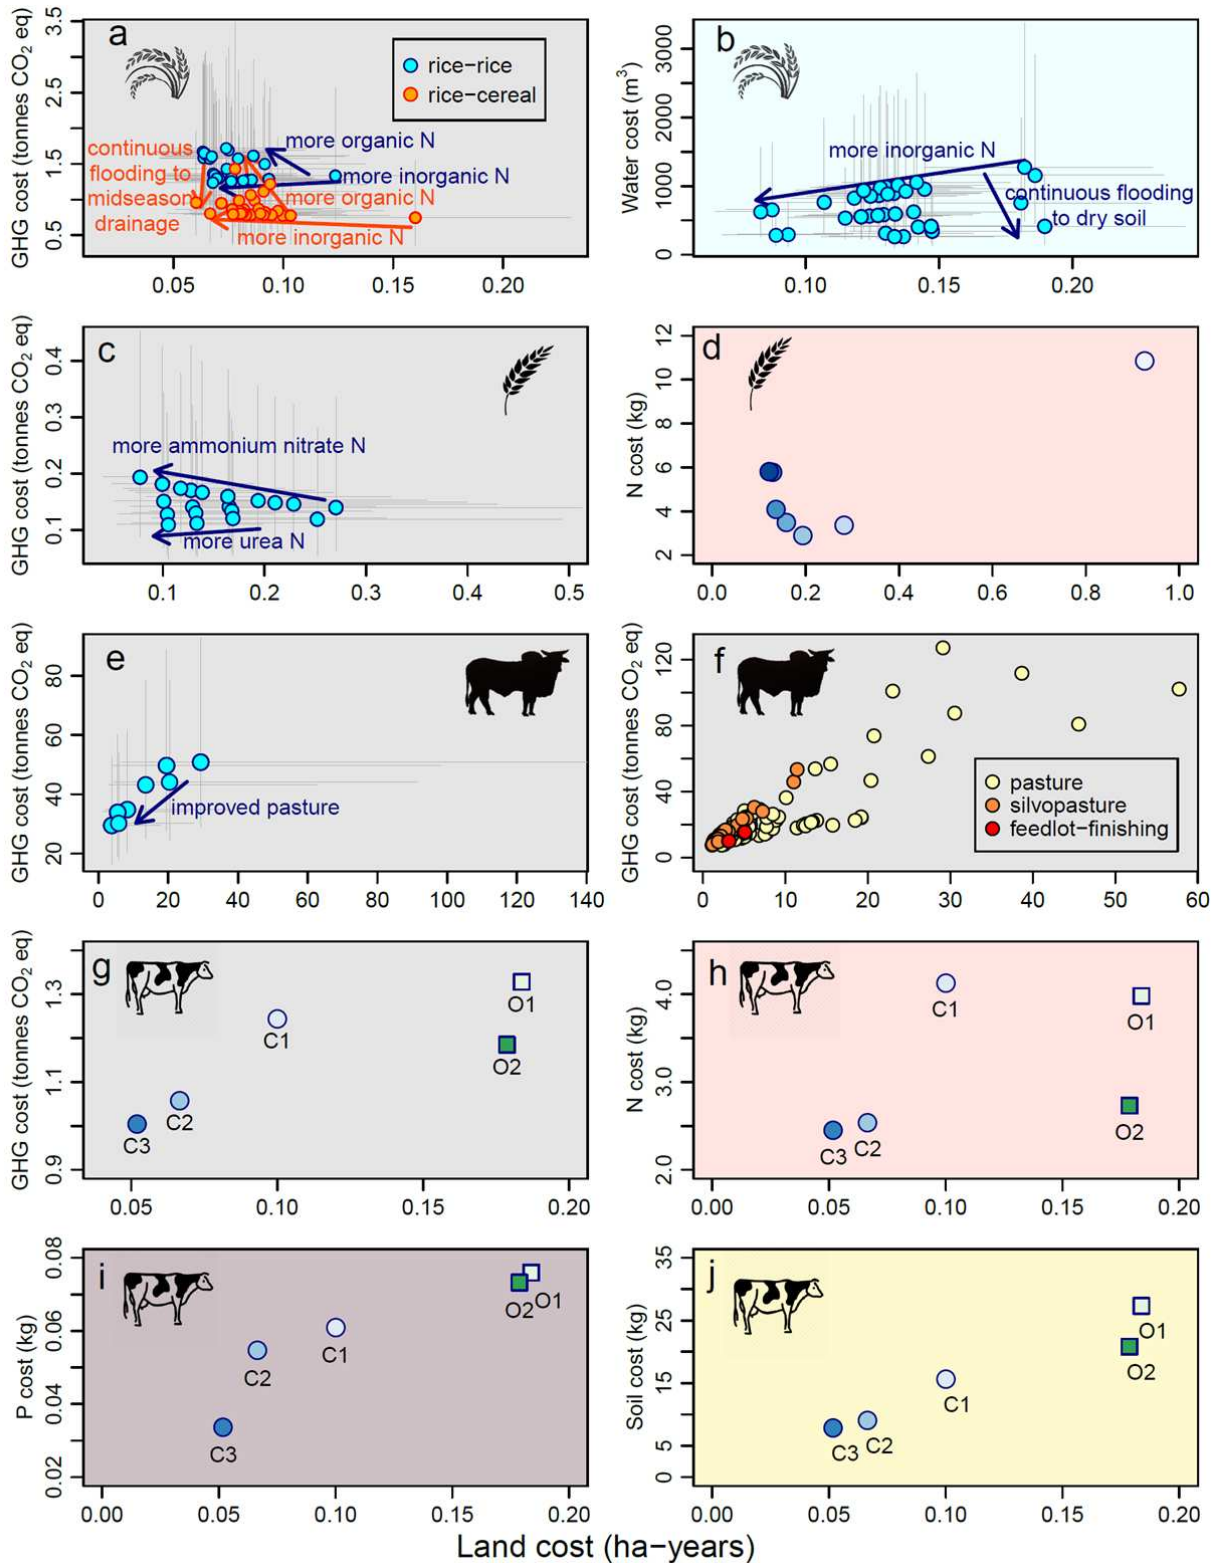 a
GHG cost (tonnes CO2 eq)
3.5
2.5
1.5
0.5
rice−rice
rice−cereal
continuous
flooding to
midseason
drainage
more organic N
more inorganic N
more organic N
more inorganic N
0.05
0.10
0.15
0.20
b
Water cost (m3)
3000
2000
1000
0
more inorganic N
continuous flooding
to dry soil
0.10
0.15
0.20
c
GHG cost (tonnes CO2 eq)
0.4
0.3
0.2
0.1
more ammonium nitrate N
more urea N
0.1
0.2
0.3
0.4
0.5
d
N cost (kg)
12
10
8
6
4
2
0.0
0.2
0.4
0.6
0.8
1.0
e
GHG cost (tonnes CO2 eq)
80
60
40
20
improved pasture
0
20
40
60
80
100
120
140
f
GHG cost (tonnes CO2 eq)
120
80
40
0
pasture
silvopasture
feedlot−finishing
0
10
20
30
40
50
60
g
GHG cost (tonnes CO2 eq)
1.3
1.1
0.9
O1
C1
O2
C2
C3
0.05
0.10
0.15
0.20
h
N cost (kg)
4.0
3.0
2.0
C1
O1
O2
C3
C2
0.00
0.05
0.10
0.15
0.20
i
P cost (kg)
0.08
0.06
0.04
0.02
O2
O1
C1
C2
C3
0.00
0.05
0.10
0.15
0.20
j
Soil cost (kg)
35
25
15
5
0
O1
O2
C1
C3
C2
0.00
0.05
0.10
0.15
0.20
Land cost (ha−years)